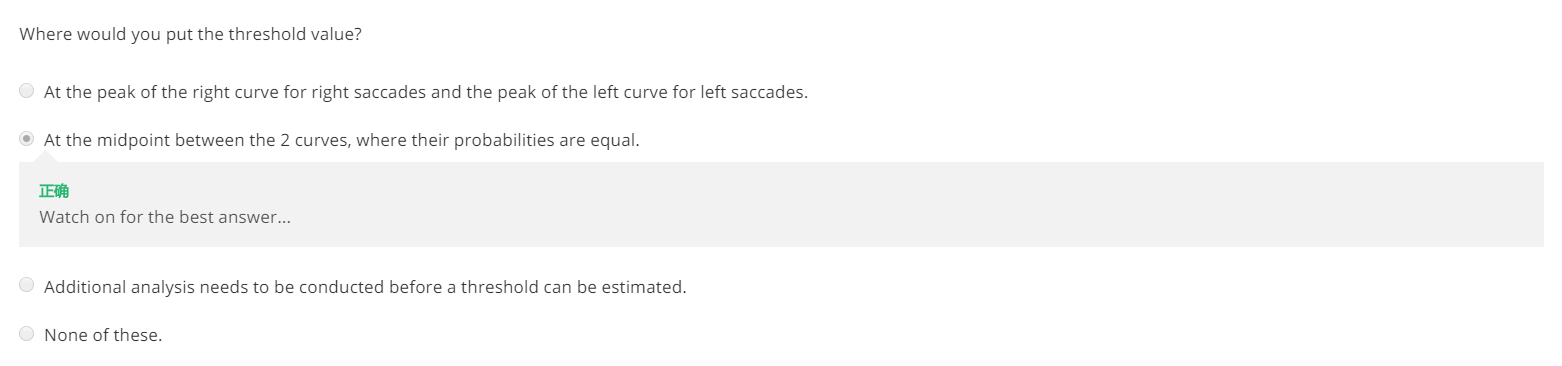 Where would you put the threshold value?
At the peak of the right curve for right saccades and the peak of the left curve for left saccades.
At the midpoint between the 2 curves, where their probabilities are equal.
正确
Watch on for the best answer...
Additional analysis needs to be conducted before a threshold can be estimated.
None of these.